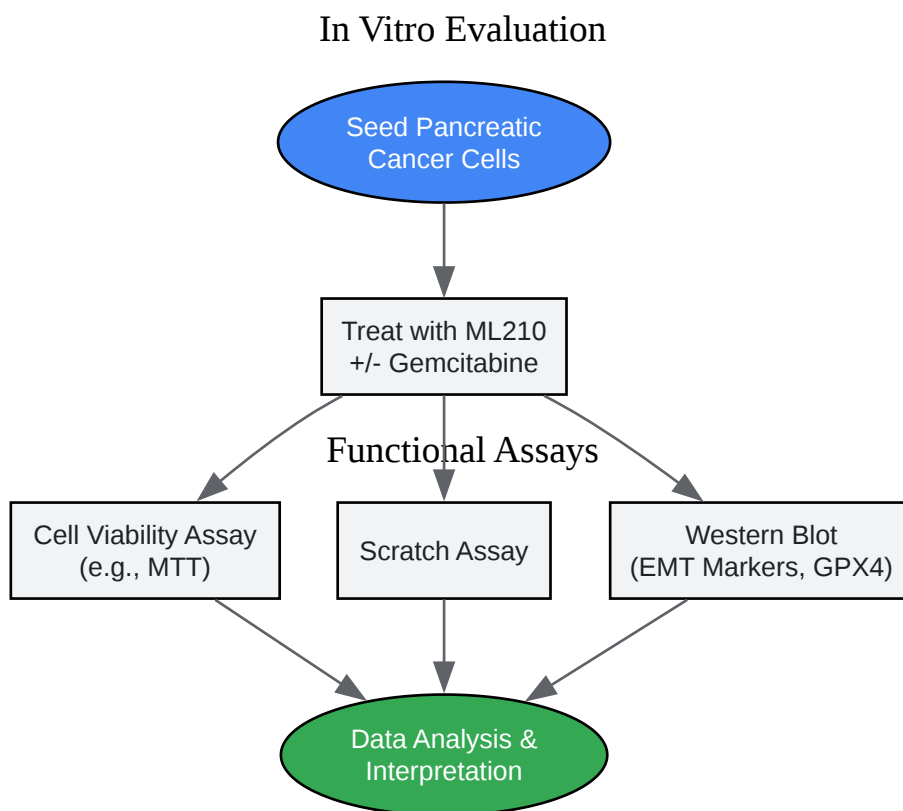 In Vitro Evaluation
Seed Pancreatic
Cancer Cells
Treat with ML210
+/- Gemcitabine
Functional Assays
Cell Viability Assay
(e.g., MTT)
Scratch Assay
Western Blot
(EMT Markers, GPX4)
Data Analysis &
Interpretation